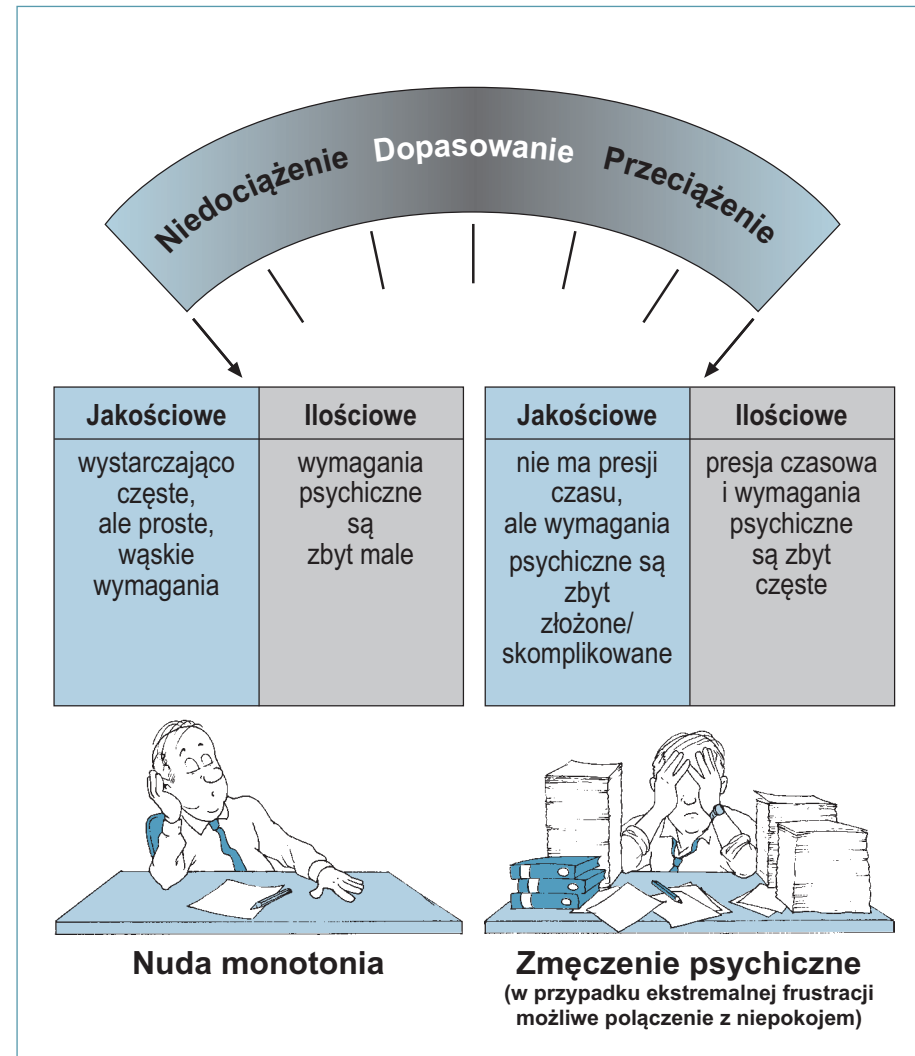 Niedociążenie Dopasowanie Przeciążenie
Jakościowe
wystarczająco
częste,
ale proste,
wąskie
wymagania
Ilościowe
wymagania
psychiczne
są
zbyt male
Jakościowe
nie ma presji
czasu,
ale wymagania
psychiczne są
zbyt
złożone/
skomplikowane
Ilościowe
presja czasowa
i wymagania
psychiczne
są zbyt
częste
Nuda monotonia
Zmęczenie psychiczne
(w przypadku ekstremalnej frustracji
możliwe polączenie z niepokojem)